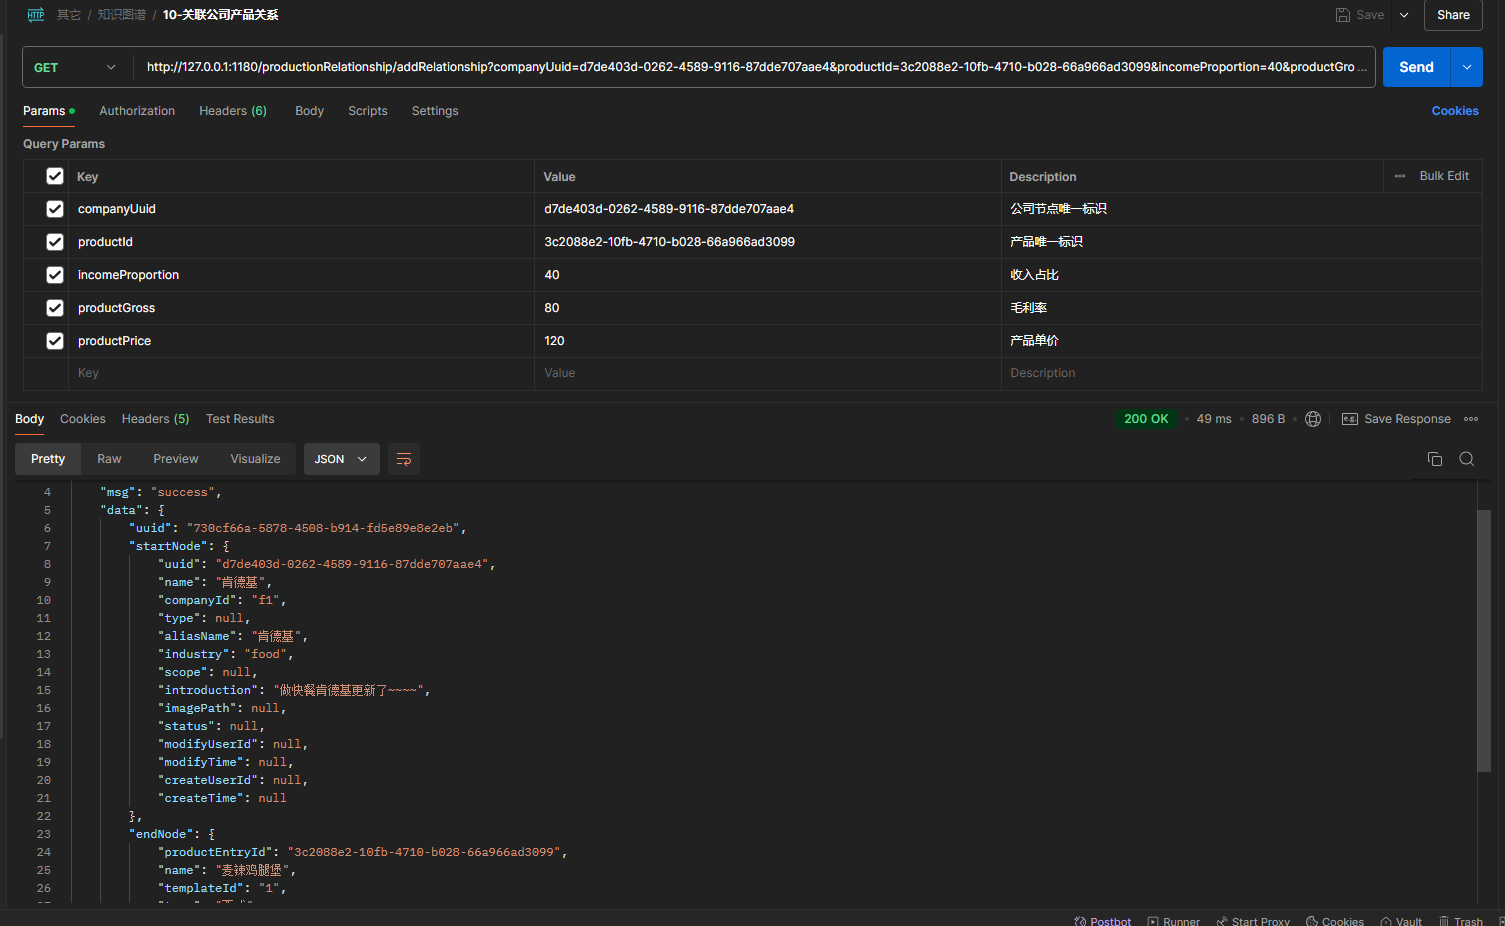 HTTP 其它 / 知识图谱 / 10-关联公司产品关系 Save Share
GET http://127.0.0.1:1180/productionRelationship/addRelationship?companyUuid=d7de403d-0262-4589-9116-87dde707aae4&productId=3c2088e2-10fb-4710-b028-66a966ad3099&incomeProportion=40&productGro ... Send
Params Authorization Headers (6) Body Scripts Settings Cookies
Query Params
Key Value Description Bulk Edit
companyUuid d7de403d-0262-4589-9116-87dde707aae4 公司节点唯一标识
productId 3c2088e2-10fb-4710-b028-66a966ad3099 产品唯一标识
incomeProportion 40 收入占比
productGross 80 毛利率
productPrice 120 产品单价
Key Value Description
Body Cookies Headers (5) Test Results 200 OK 49 ms 896 B e.g. Save Response
Pretty Raw Preview Visualize JSON
4 "msg": "success",
5 "data": {
6 "uuid": "730cf66a-5878-4508-b914-fd5e89e8e2eb",
7 "startNode": {
8 "uuid": "d7de403d-0262-4589-9116-87dde707aae4",
9 "name": "肯德基",
10 "companyId": "f1",
11 "type": null,
12 "aliasName": "肯德基",
13 "industry": "food",
14 "scope": null,
15 "introduction": "做快餐肯德基更新了~~~~",
16 "imagePath": null,
17 "status": null,
18 "modifyUserId": null,
19 "modifyTime": null,
20 "createUserId": null,
21 "createTime": null
22 },
23 "endNode": {
24 "productEntryId": "3c2088e2-10fb-4710-b028-66a966ad3099",
25 "name": "麦辣鸡腿堡",
26 "templateId": "1",
Postbot Runner Start Proxy Cookies Vault Trash